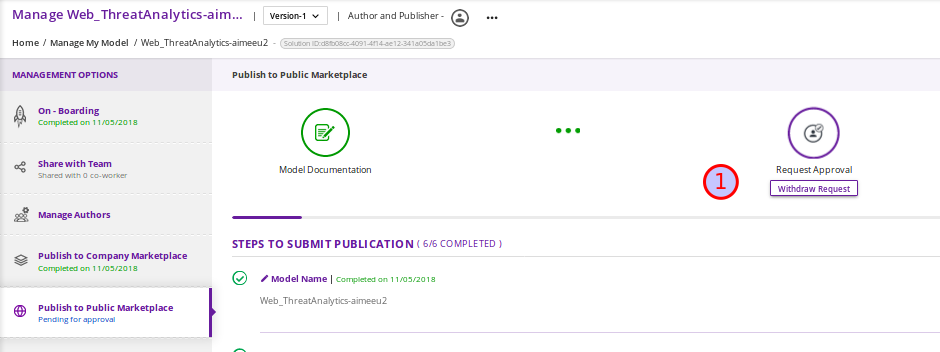 Manage Web_ThreatAnalytics-aim...
| Version-1 | Author and Publisher -
Home / Manage My Model / Web_ThreatAnalytics-aimeeu2 - Solution ID:d8fb08cc-4091-4f14-ae12-341a05da1be3
MANAGEMENT OPTIONS
Publish to Public Marketplace
On - Boarding
Completed on 11/05/2018
Share with Team
Shared with 0 co-worker
Manage Authors
Publish to Company Marketplace
Completed on 11/05/2018
Publish to Public Marketplace
Pending for approval
Model Documentation
Request Approval
1
Withdraw Request
STEPS TO SUBMIT PUBLICATION ( 6/6 COMPLETED )
Model Name | Completed on 11/05/2018
Web_ThreatAnalytics-aimeeu2